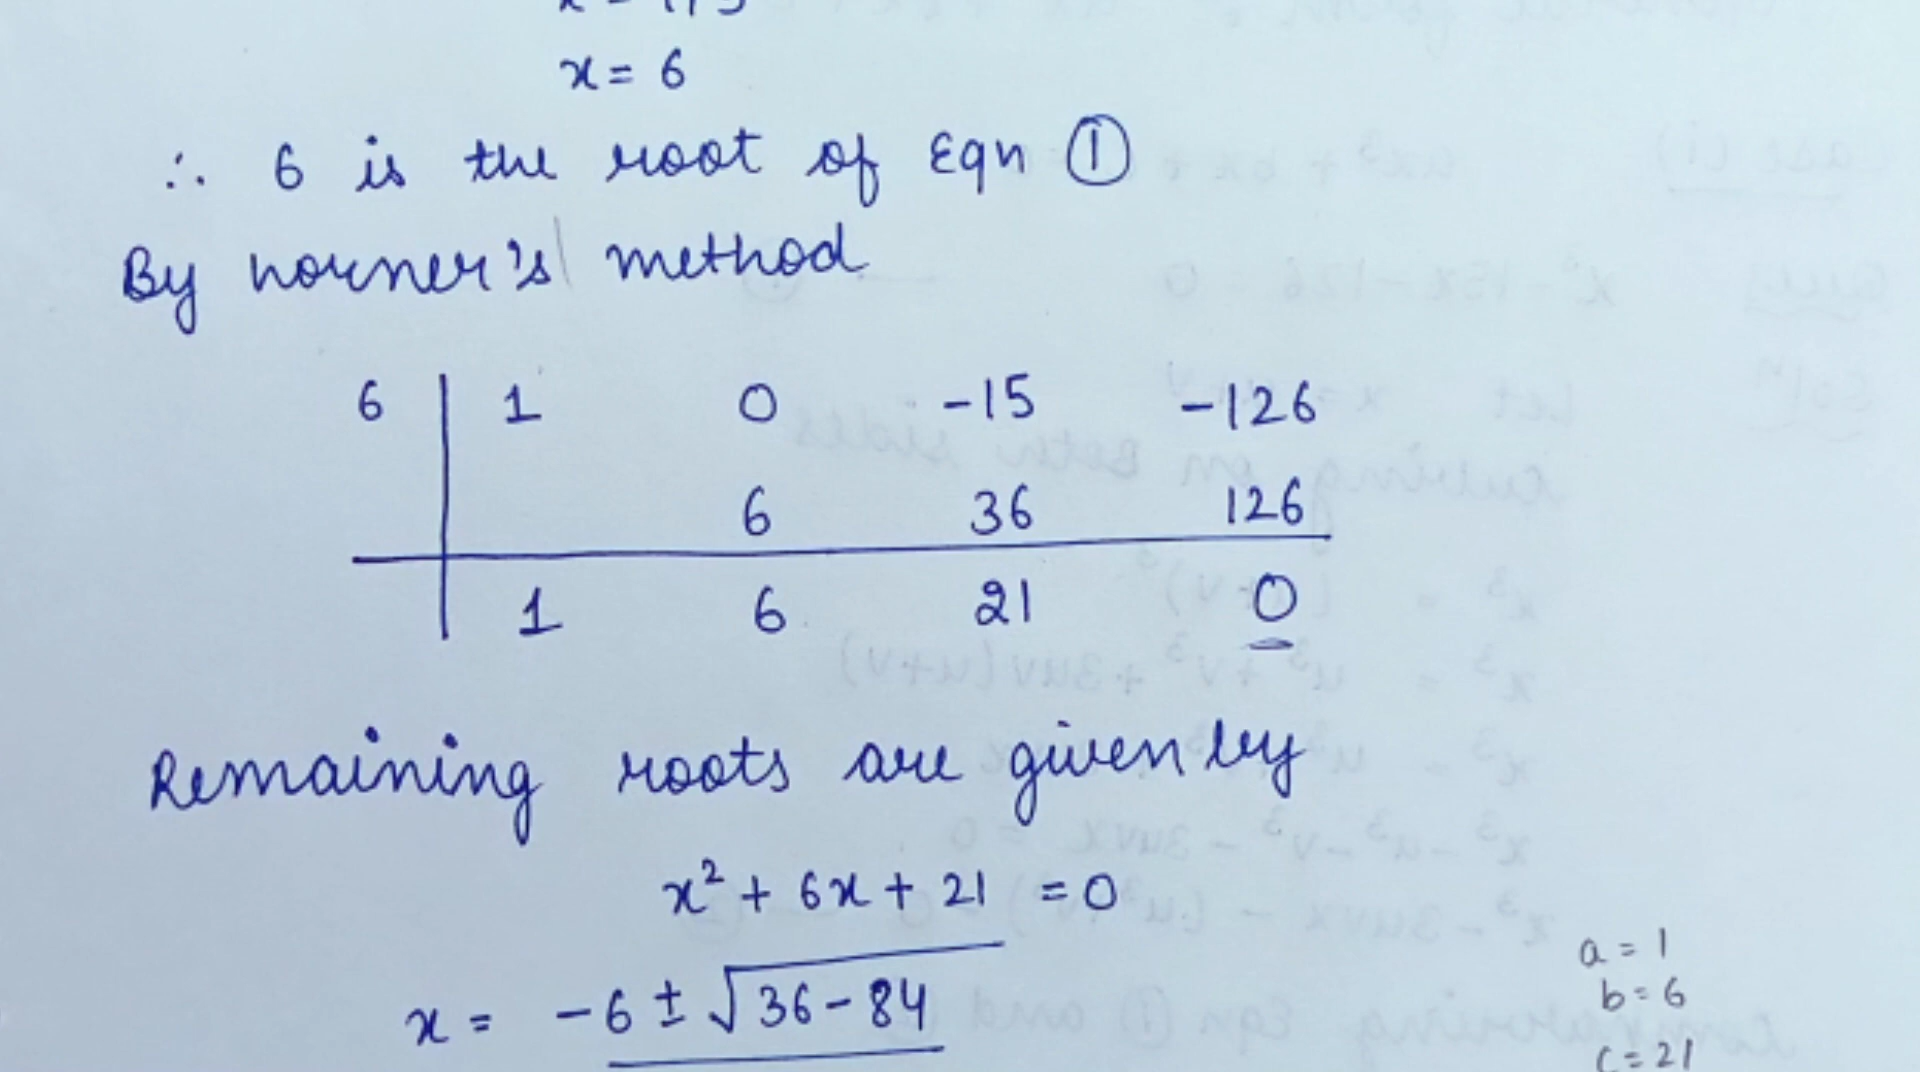 x = 6
∴ 6 is the root of Eqn ①
By horner's method
6 | 1 0 -15 -126
6 36 126
1 6 21 0
Remaining roots are given by
x² + 6x + 21 = 0
a = 1
x = -6 ± √36-84
b = 6
c = 21